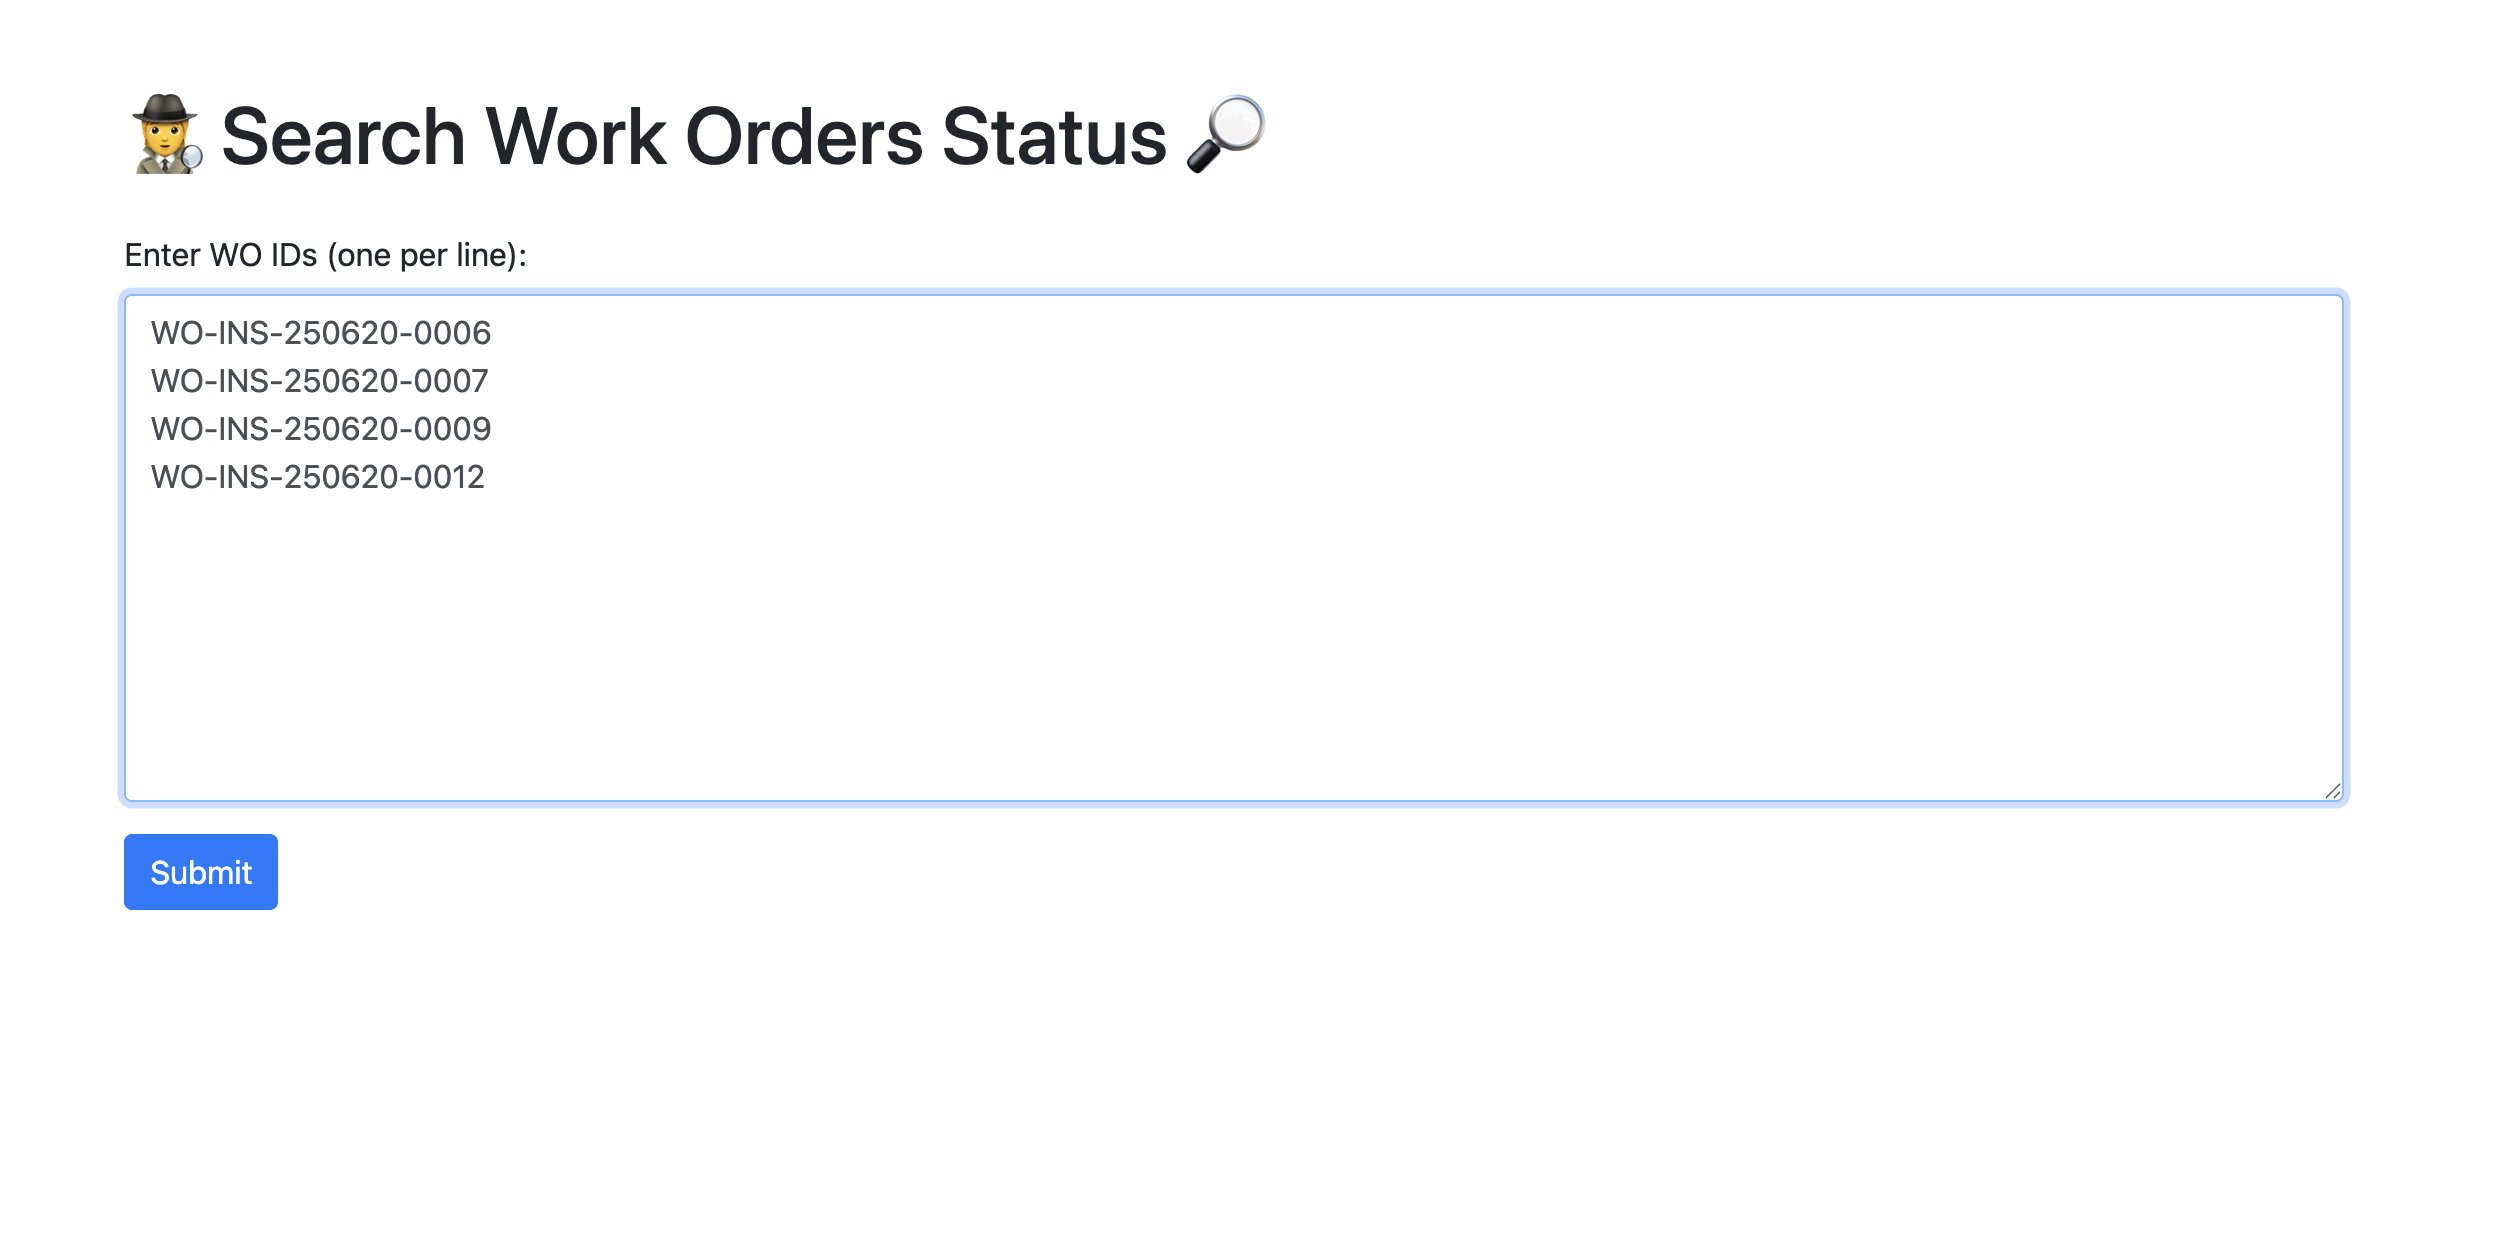 🕵️ Search Work Orders Status 🔎
Enter WO IDs (one per line):
WO-INS-250620-0006
WO-INS-250620-0007
WO-INS-250620-0009
WO-INS-250620-0012
Submit